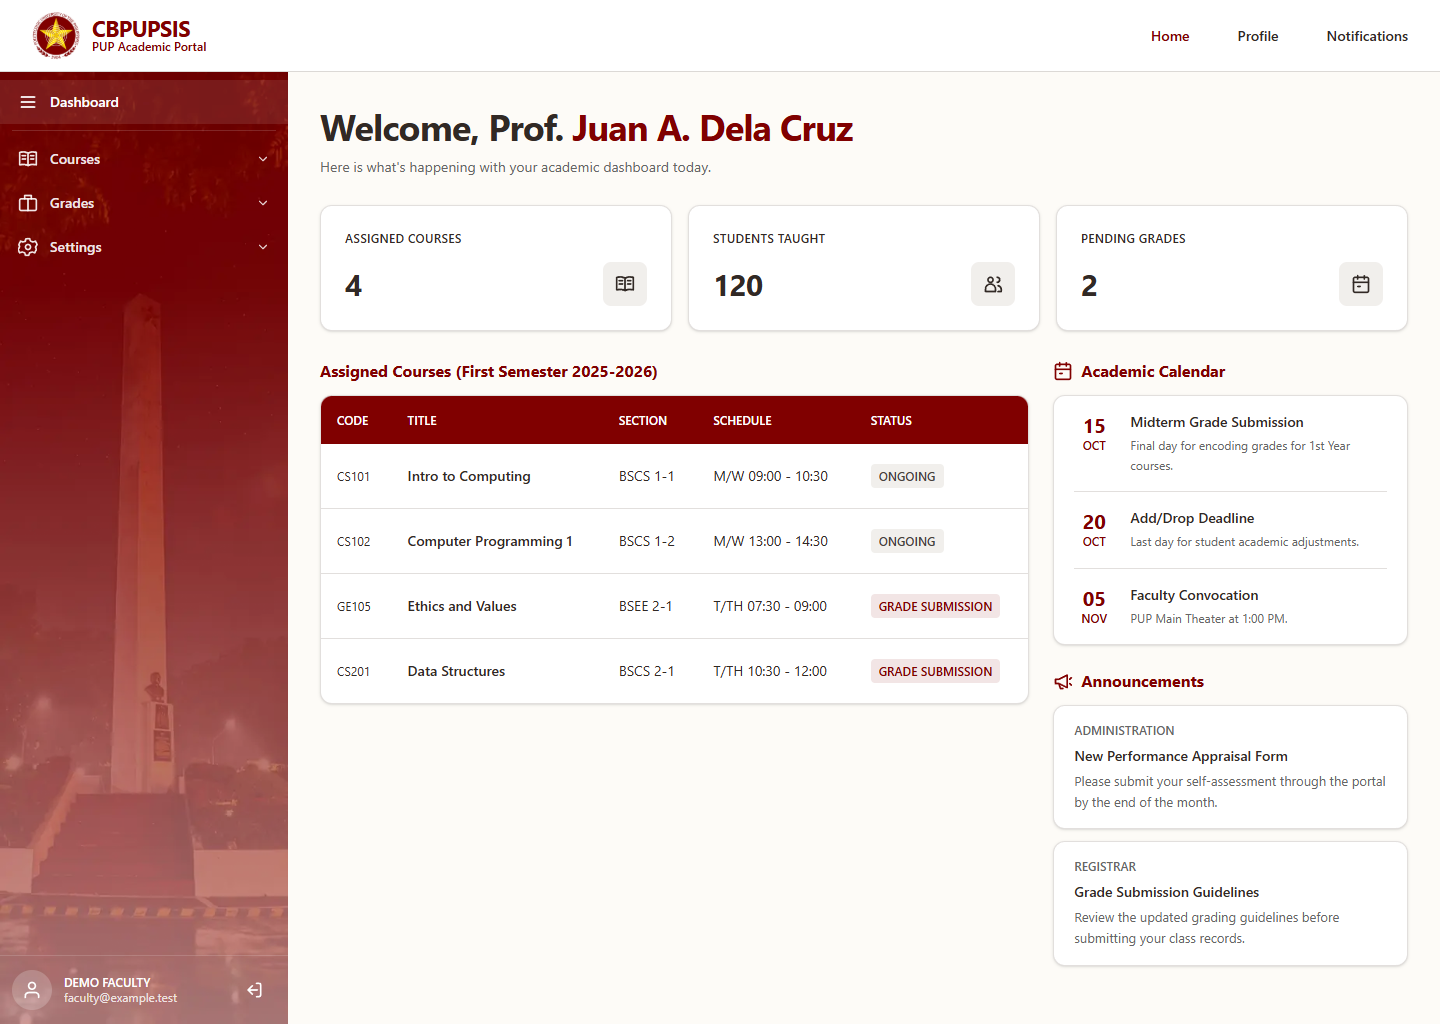 CBPUPSIS
PUP Academic Portal
Home
Profile
Notifications
Dashboard
Courses
Grades
Settings
DEMO FACULTY
faculty@example.test
Welcome, Prof. Juan A. Dela Cruz
Here is what's happening with your academic dashboard today.
ASSIGNED COURSES
4
STUDENTS TAUGHT
120
PENDING GRADES
2
Assigned Courses (First Semester 2025-2026)
CODE TITLE SECTION SCHEDULE STATUS
CS101 Intro to Computing BSCS 1-1 M/W 09:00 - 10:30 ONGOING
CS102 Computer Programming 1 BSCS 1-2 M/W 13:00 - 14:30 ONGOING
GE105 Ethics and Values BSEE 2-1 T/TH 07:30 - 09:00 GRADE SUBMISSION
CS201 Data Structures BSCS 2-1 T/TH 10:30 - 12:00 GRADE SUBMISSION
Academic Calendar
15 OCT
Midterm Grade Submission
Final day for encoding grades for 1st Year
courses.
20 OCT
Add/Drop Deadline
Last day for student academic adjustments.
05 NOV
Faculty Convocation
PUP Main Theater at 1:00 PM.
Announcements
ADMINISTRATION
New Performance Appraisal Form
Please submit your self-assessment through the portal
by the end of the month.
REGISTRAR
Grade Submission Guidelines
Review the updated grading guidelines before
submitting your class records.